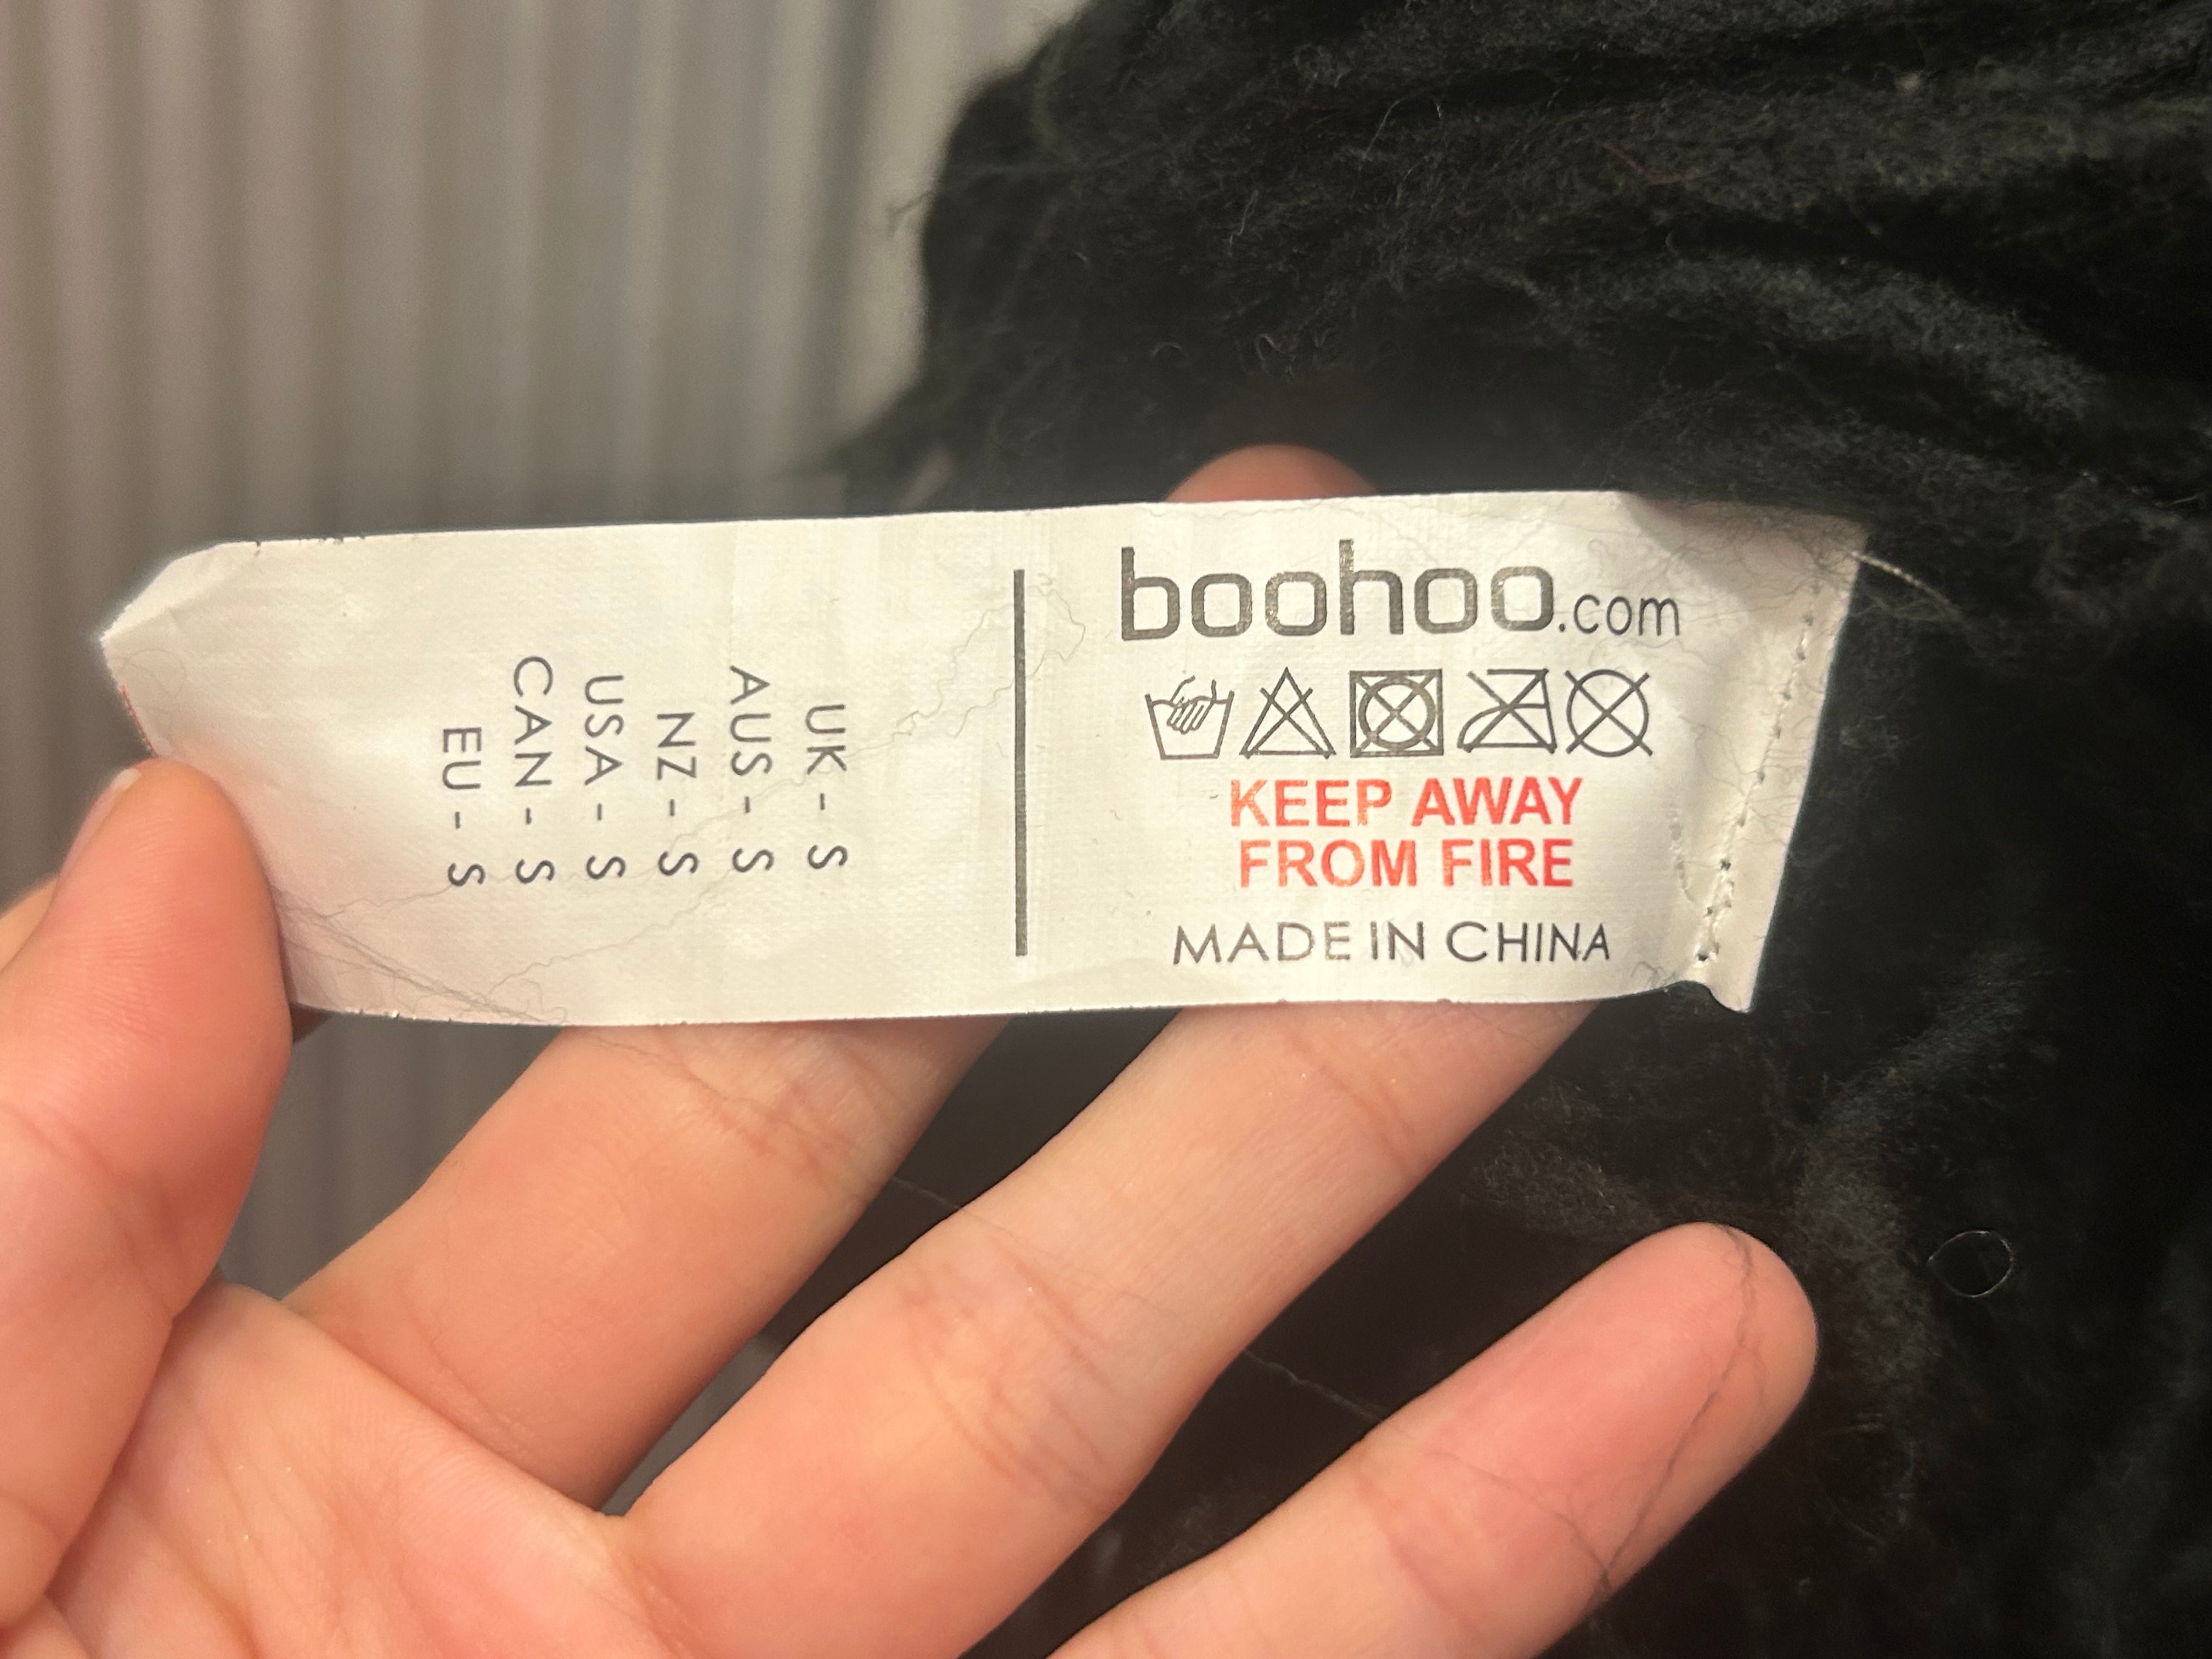 boohoo.com
KEEP AWAY
FROM FIRE
MADE IN CHINA
UK - S
AUS - S
NZ - S
USA - S
CAN - S
EU - S